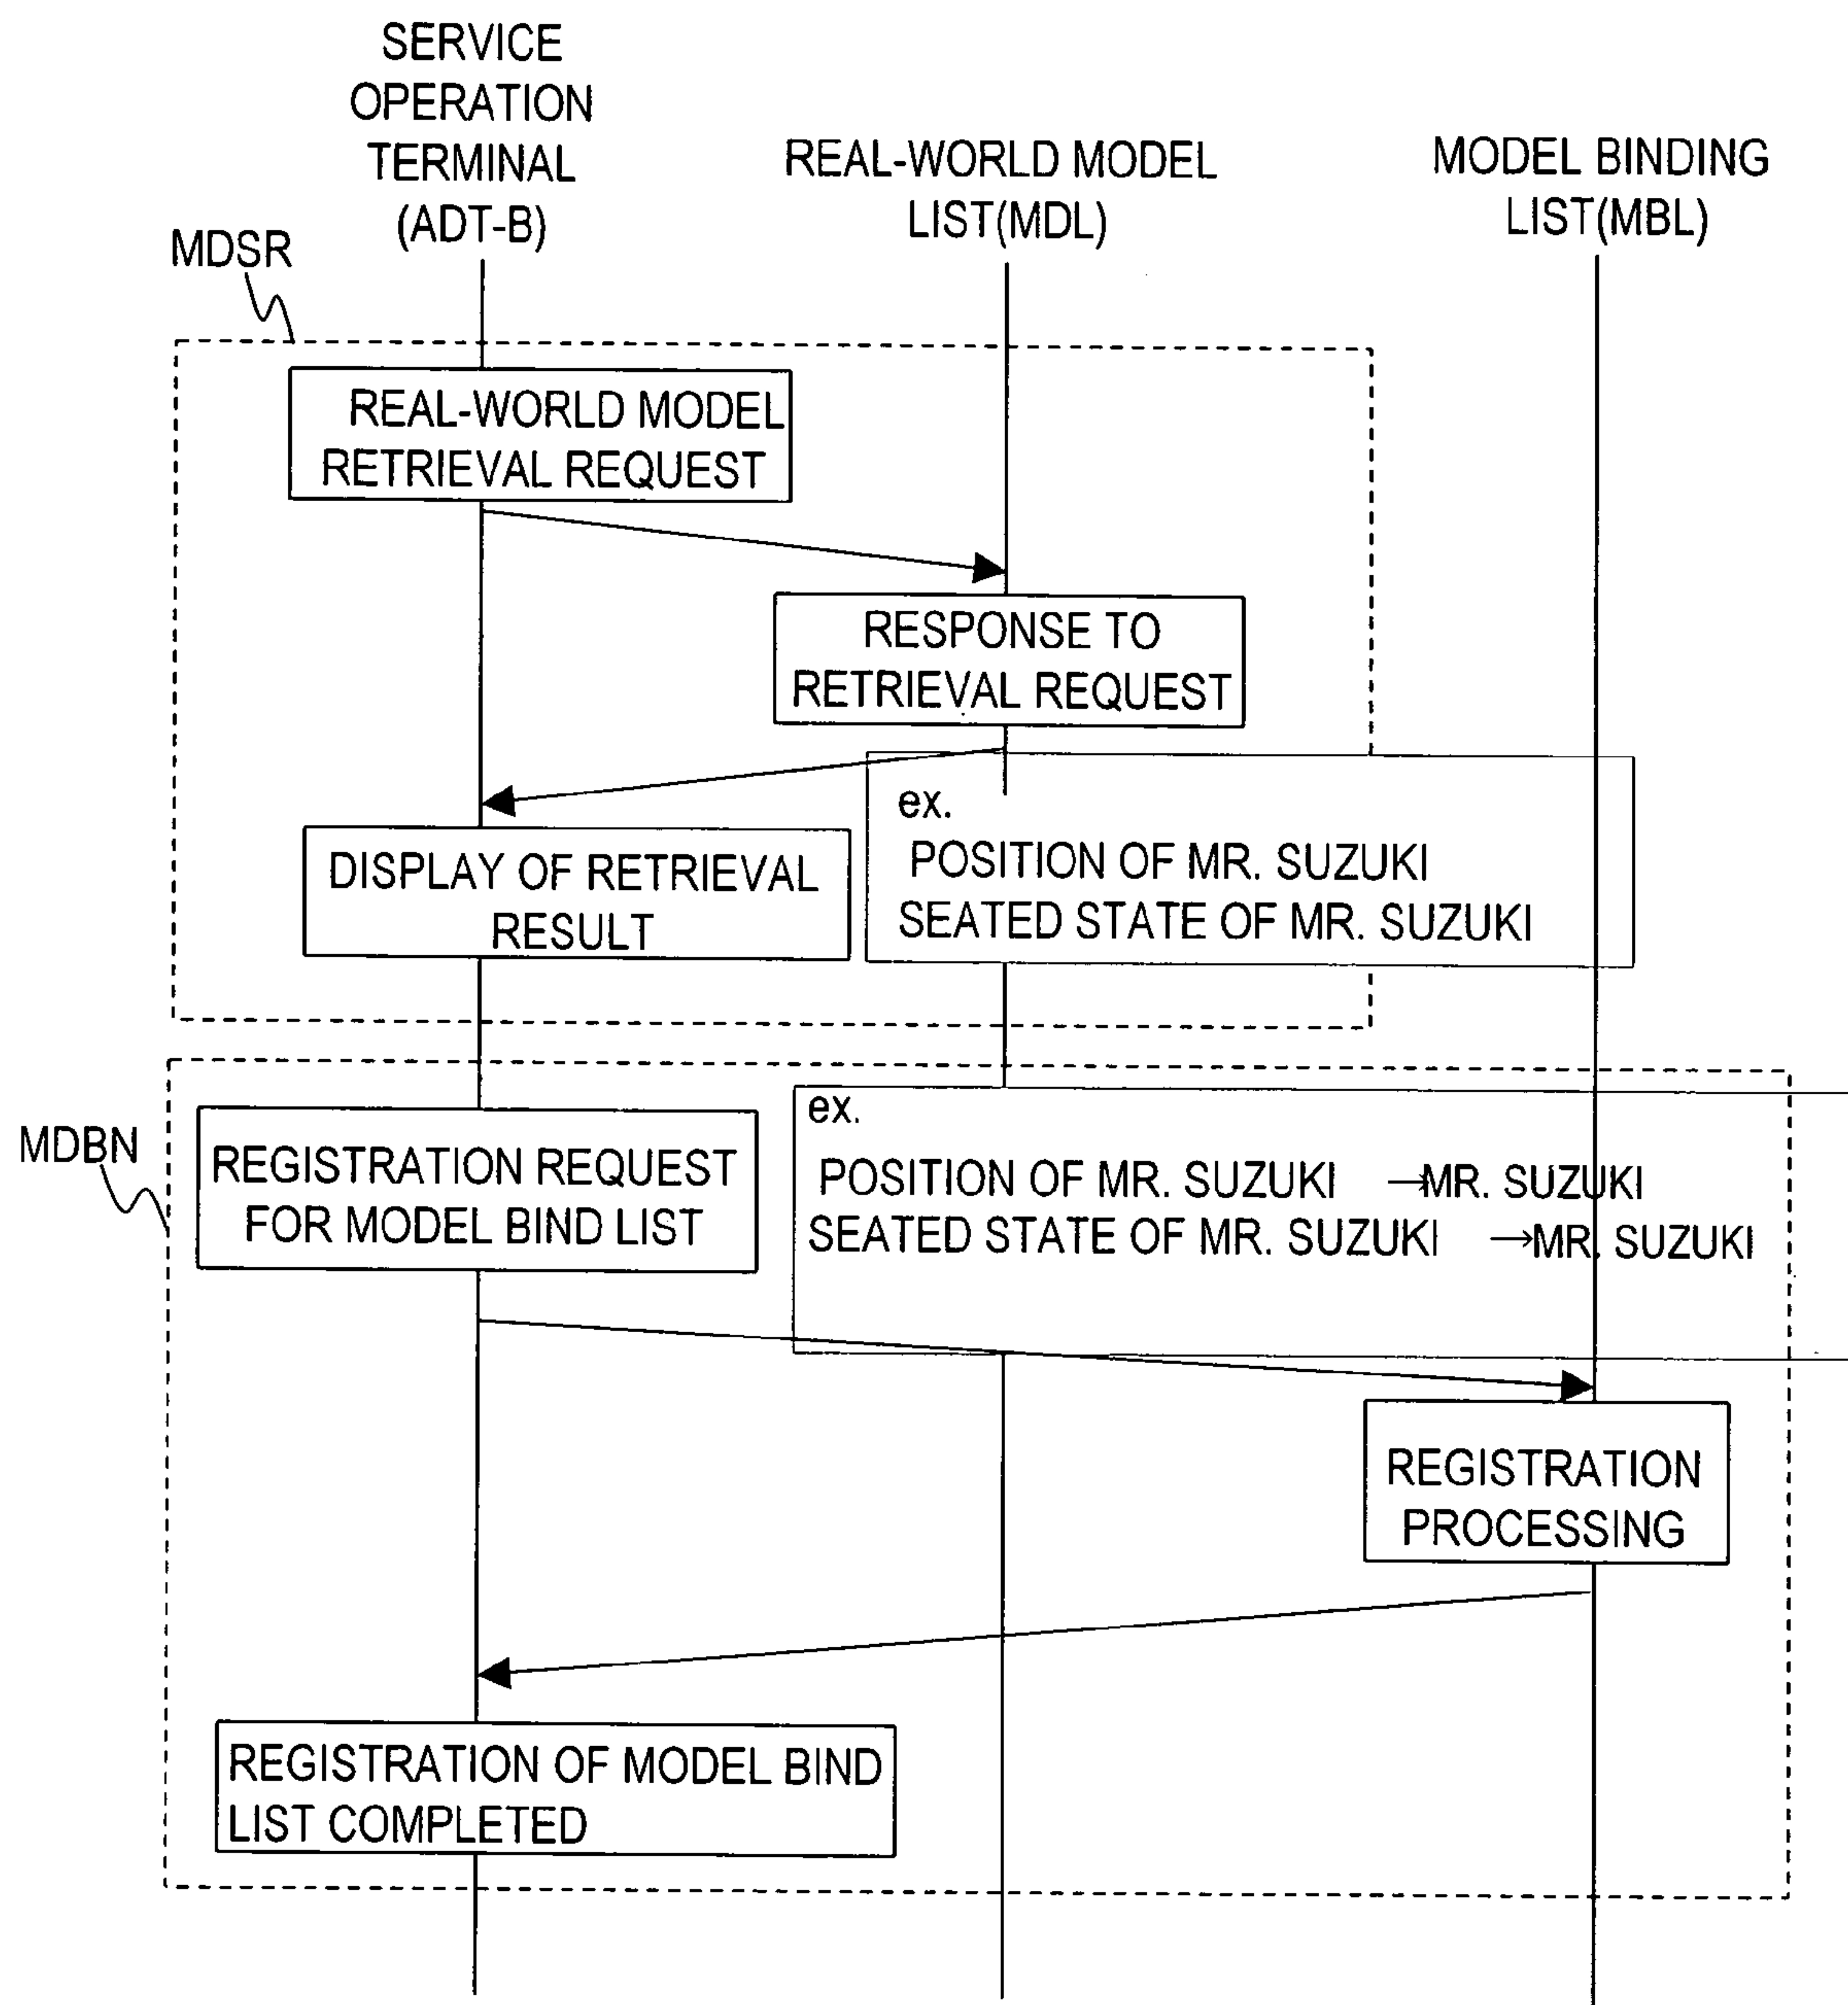 SERVICE
OPERATION
TERMINAL
(ADT-B)
REAL-WORLD MODEL
LIST(MDL)
MODEL BINDING
LIST(MBL)
MDSR
REAL-WORLD MODEL
RETRIEVAL REQUEST
RESPONSE TO
RETRIEVAL REQUEST
ex.
POSITION OF MR. SUZUKI
SEATED STATE OF MR. SUZUKI
DISPLAY OF RETRIEVAL
RESULT
MDBN
REGISTRATION REQUEST
FOR MODEL BIND LIST
ex.
POSITION OF MR. SUZUKI →MR. SUZUKI
SEATED STATE OF MR. SUZUKI →MR. SUZUKI
REGISTRATION
PROCESSING
REGISTRATION OF MODEL BIND
LIST COMPLETED